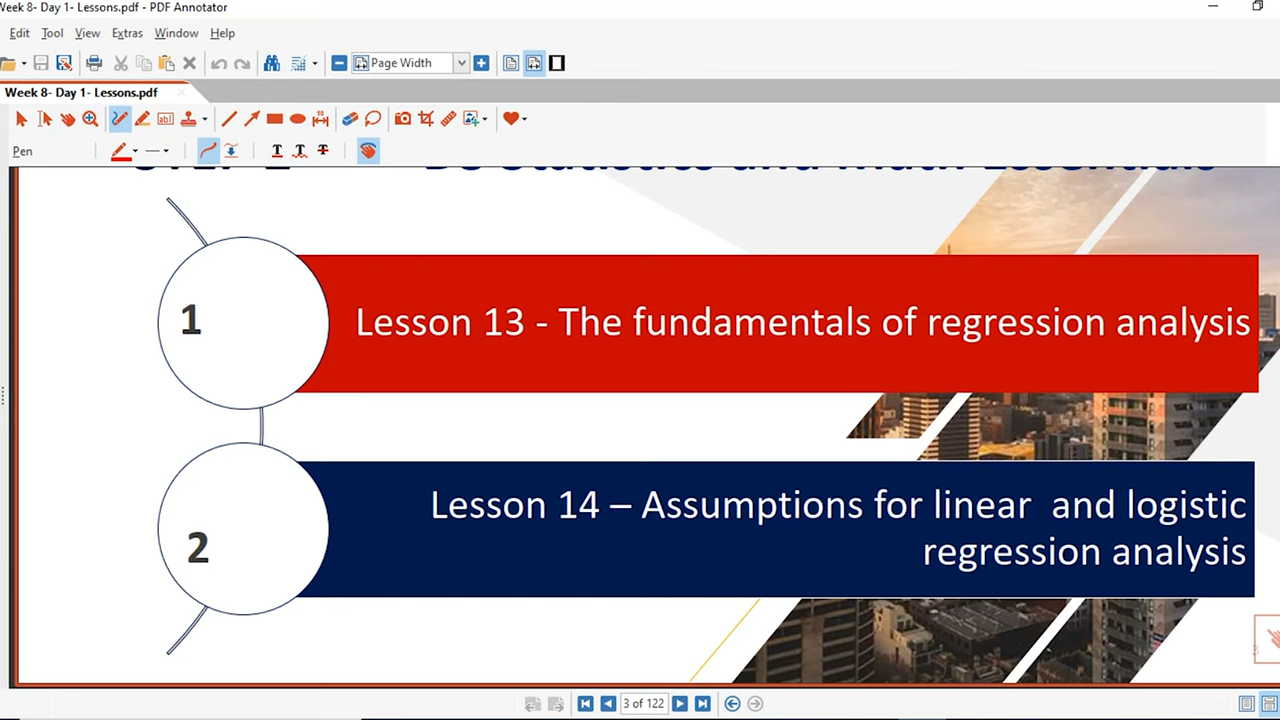 Week 8- Day 1- Lessons.pdf - PDF Annotator
Edit Tool View Extras Window Help
Page Width
Week 8- Day 1- Lessons.pdf
Pen
1
Lesson 13 - The fundamentals of regression analysis
2
Lesson 14 – Assumptions for linear and logistic
regression analysis
3
3 of 122